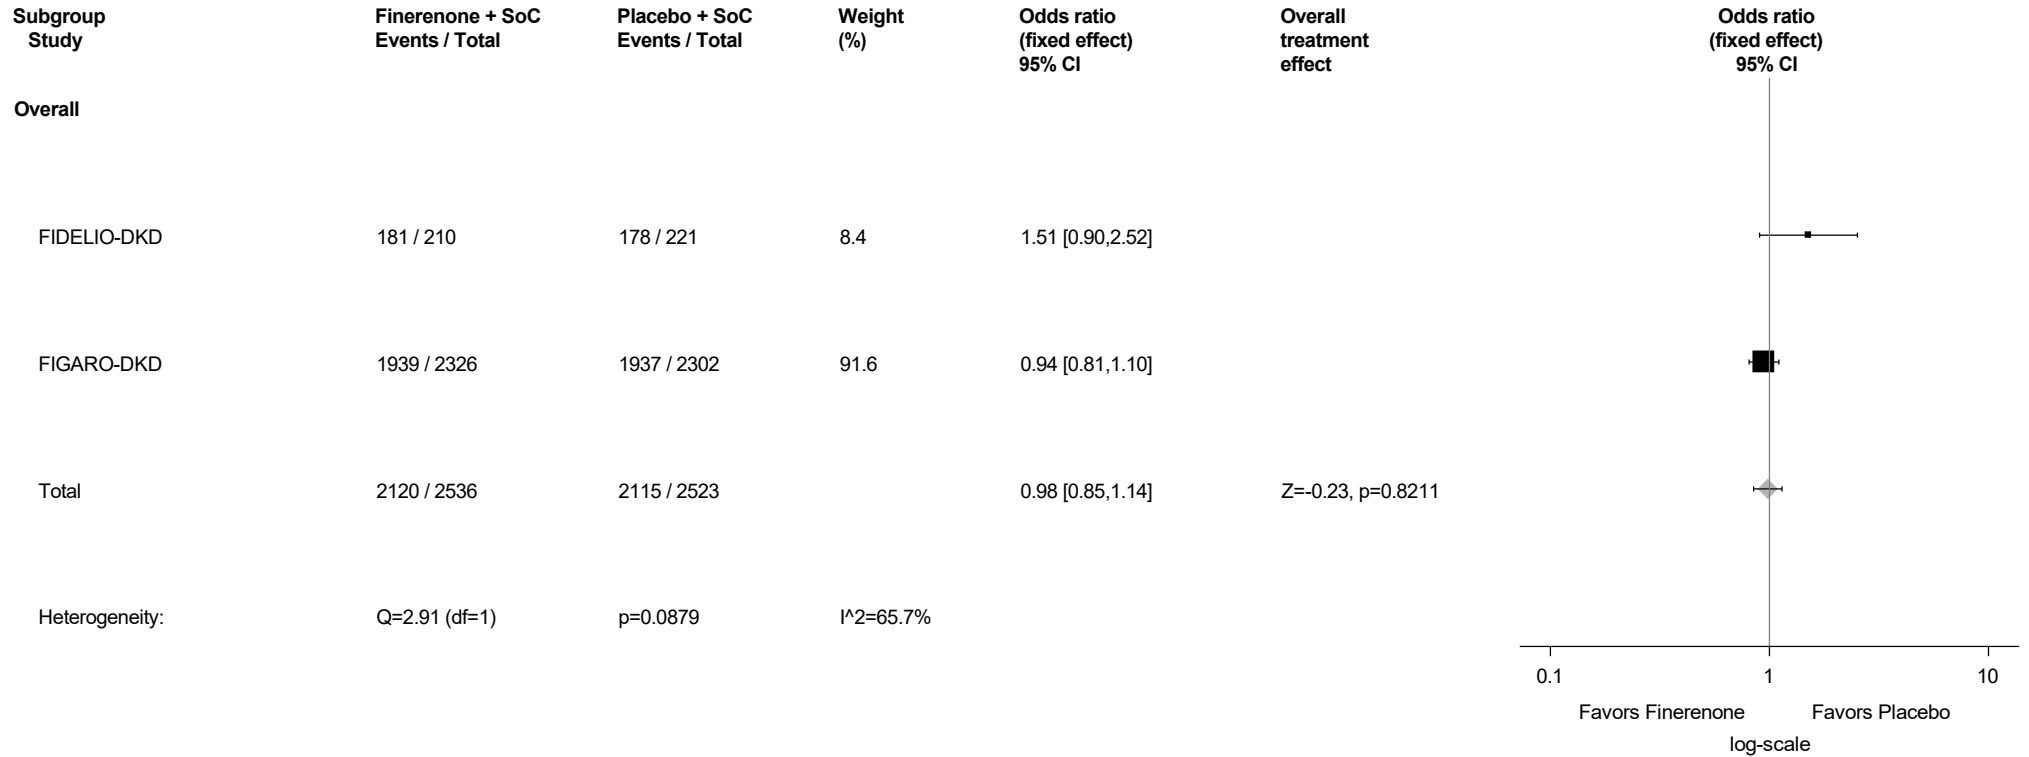 Subgroup Finerenone + SoC Placebo + SoC Weight Odds ratio Overall Odds ratio
Study Events / Total Events / Total (%) (fixed effect) treatment (fixed effect)
95% CI effect 95% CI
Overall
FIDELIO-DKD 181 / 210 178 / 221 8.4 1.51 [0.90,2.52]
FIGARO-DKD 1939 / 2326 1937 / 2302 91.6 0.94 [0.81,1.10]
Total 2120 / 2536 2115 / 2523 0.98 [0.85,1.14] Z=-0.23, p=0.8211
Heterogeneity: Q=2.91 (df=1) p=0.0879 I^2=65.7%
0.1 1 10
Favors Finerenone Favors Placebo
log-scale